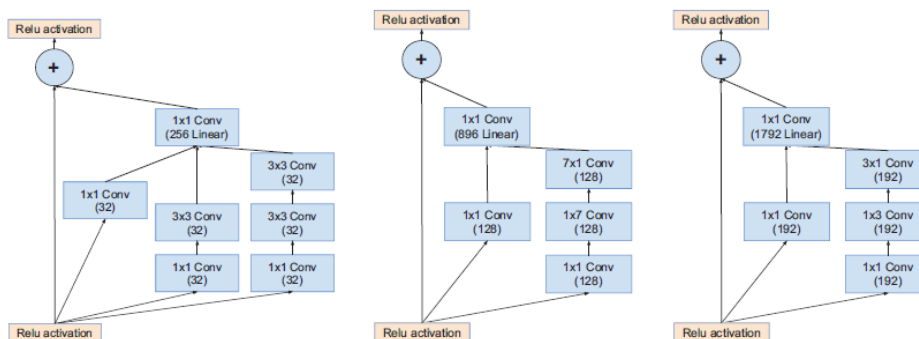 Relu activation
+
1x1 Conv
(256 Linear)
3x3 Conv
(32)
1x1 Conv
(32)
3x3 Conv
(32)
3x3 Conv
(32)
1x1 Conv
(32)
1x1 Conv
(32)
Relu activation
Relu activation
+
1x1 Conv
(896 Linear)
7x1 Conv
(128)
1x1 Conv
(128)
1x7 Conv
(128)
1x1 Conv
(128)
Relu activation
Relu activation
+
1x1 Conv
(1792 Linear)
3x1 Conv
(192)
1x1 Conv
(192)
1x3 Conv
(192)
1x1 Conv
(192)
Relu activation